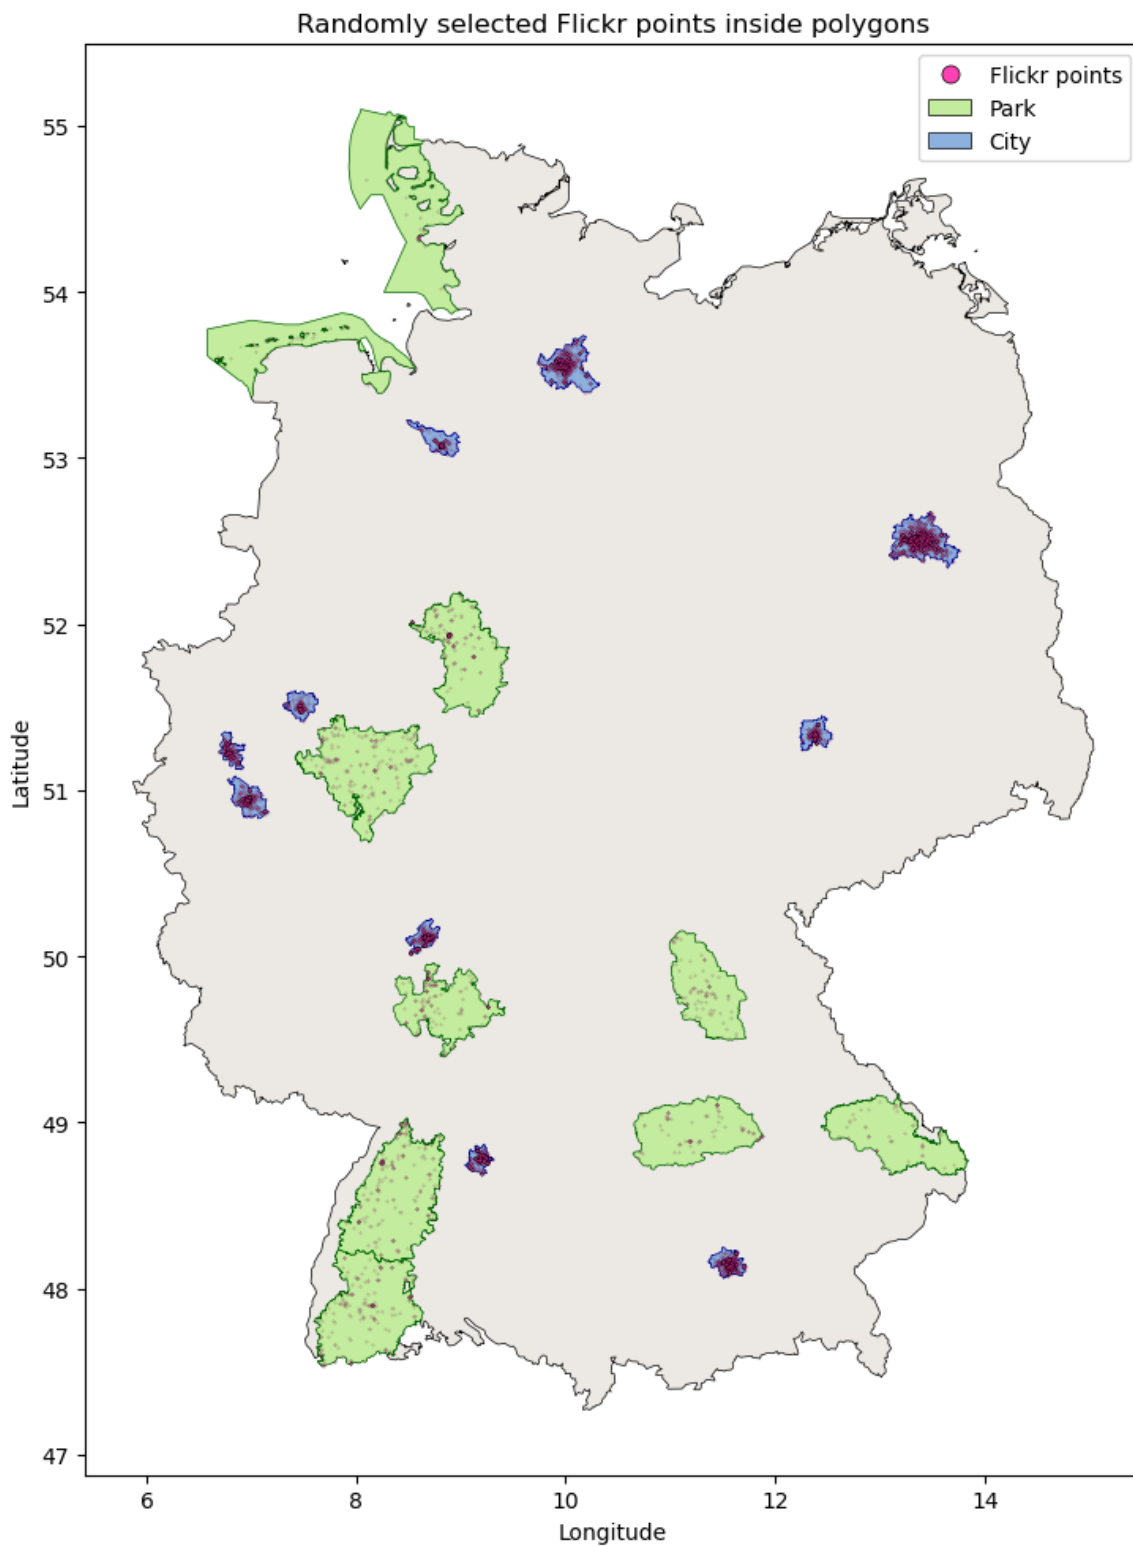 Randomly selected Flickr points inside polygons
Flickr points
Park
City
55
54
53
52
51
50
49
48
47
Latitude
6 8 10 12 14
Longitude